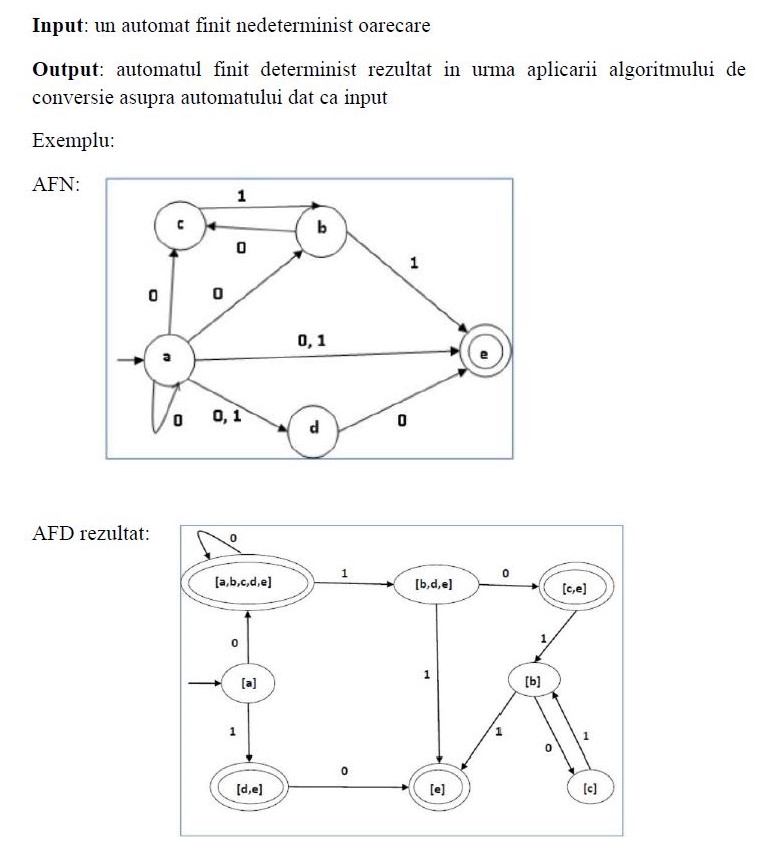 Input: un automat finit nedeterminist oarecare
Output: automatul finit determinist rezultat in urma aplicarii algoritmului de
conversie asupra automatului dat ca input
Exemplu:
AFN:
1
c
b
0
1
0
0
0, 1
a
e
0
0, 1
d
0
AFD rezultat:
0
[a,b,c,d,e]
1
[b,d,e]
0
[c,e]
0
1
[a]
1
[b]
1
1
0
1
[d,e]
0
[e]
[c]